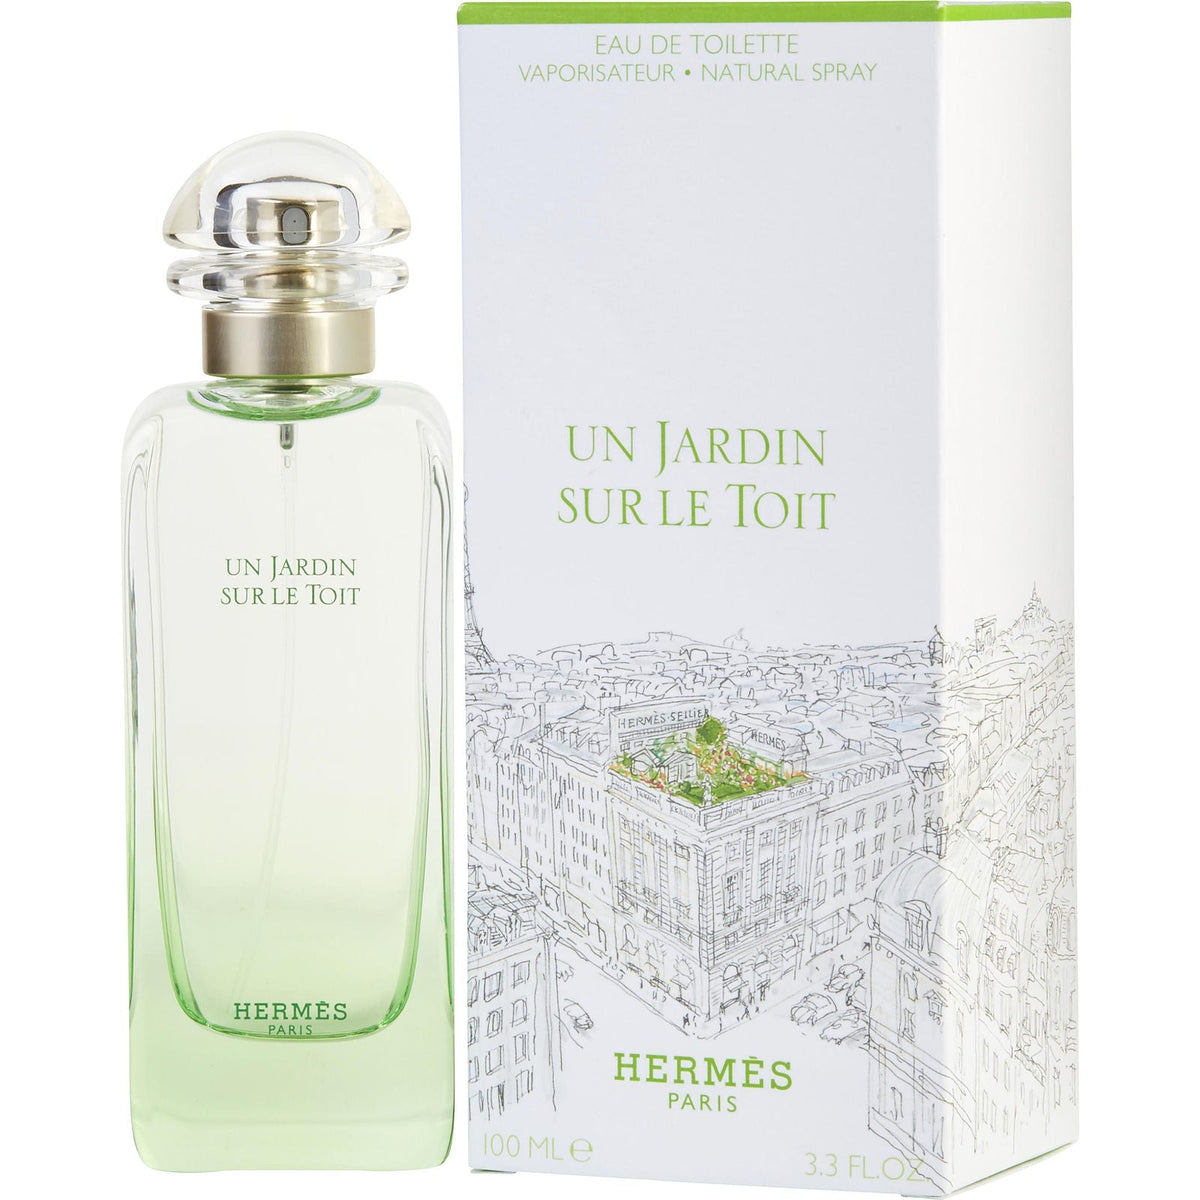 EAU DE TOILETTE
VAPORISATEUR • NATURAL SPRAY
UN JARDIN
SUR LE TOIT
HERMÈS-SELLIER
HERMÈS
HERMÈS
PARIS
100 ML ℮
3.3 FL.OZ.
UN JARDIN
SUR LE TOIT
HERMÈS
PARIS